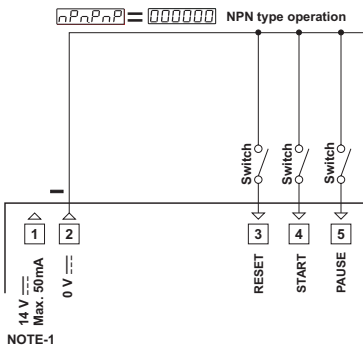 nPnPnP = 000000 NPN type operation
Switch
Switch
Switch
1
2
3
4
5
14 V
Max. 50mA
0 V
RESET
START
PAUSE
NOTE-1